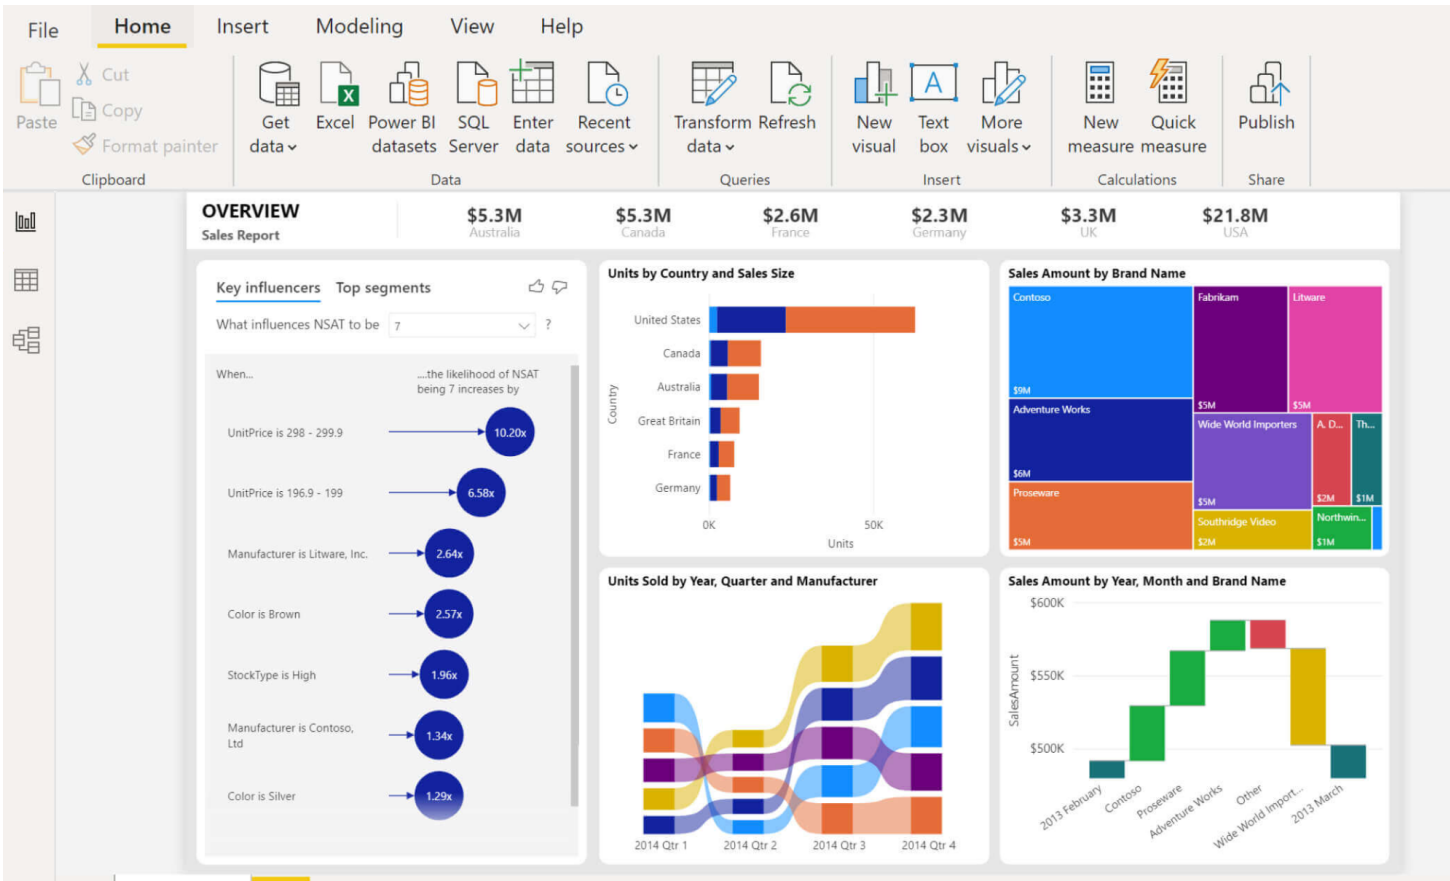 File Home Insert Modeling View Help
Paste
Cut
Copy
Format painter
Clipboard
Get data
Excel
Power BI datasets
SQL Server
Enter data
Recent sources
Data
Transform data
Refresh
Queries
New visual
Text box
A
More visuals
Insert
New measure
Quick measure
Calculations
Publish
Share
OVERVIEW
Sales Report
$5.3M
Australia
$5.3M
Canada
$2.6M
France
$2.3M
Germany
$3.3M
UK
$21.8M
USA
Key influencers Top segments
What influences NSAT to be 7 ?
When...
....the likelihood of NSAT
being 7 increases by
UnitPrice is 298 - 299.9 10.20x
UnitPrice is 196.9 - 199 6.58x
Manufacturer is Litware, Inc. 2.64x
Color is Brown 2.57x
StockType is High 1.96x
Manufacturer is Contoso,
Ltd 1.34x
Color is Silver 1.29x
Units by Country and Sales Size
Country
United States
Canada
Australia
Great Britain
France
Germany
0K 50K
Units
Sales Amount by Brand Name
Contoso
$9M
Adventure Works
$6M
Proseware
$5M
Fabrikam
$5M
Litware
$5M
Wide World Importers
$5M
A. D...
$2M
Th...
$1M
Southridge Video
$2M
Northwin...
$1M
Units Sold by Year, Quarter and Manufacturer
2014 Qtr 1 2014 Qtr 2 2014 Qtr 3 2014 Qtr 4
Sales Amount by Year, Month and Brand Name
SalesAmount
$600K
$550K
$500K
2013 February
Contoso
Proseware
Adventure Works
Other
Wide World Import...
2013 March